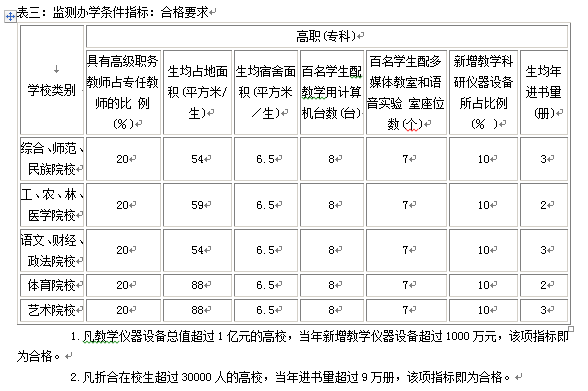 表三：监测办学条件指标：合格要求
学校类别 高职(专科)
具有高级职务教师占专任教师的比 例(%) 生均占地面积(平方米/生) 生均宿舍面积(平方米／生) 百名学生配教学用计算机台数(台) 百名学生配多媒体教室和语音实验 室座位数(个) 新增教学科研仪器设备所占比例(% ) 生均年进书量(册)
综合、师范、民族院校 20 54 6.5 8 7 10 3
工、农、林、医学院校 20 59 6.5 8 7 10 2
语文、财经、政法院校 20 54 6.5 8 7 10 3
体育院校 20 88 6.5 8 7 10 2
艺术院校 20 88 6.5 8 7 10 3
1. 凡教学仪器设备总值超过 1 亿元的高校，当年新增教学仪器设备超过 1000 万元，该项指标即
为合格。
2. 凡折合在校生超过 30000 人的高校，当年进书量超过 9 万册，该项指标即为合格。